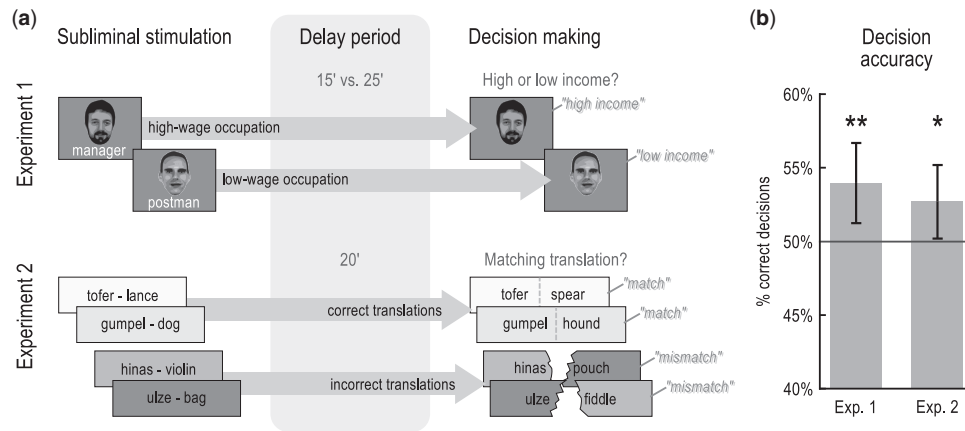 (a)
Subliminal stimulation
Delay period
Decision making
Experiment 1
15' vs. 25'
High or low income?
manager
high-wage occupation
"high income"
postman
low-wage occupation
"low income"
Experiment 2
20'
Matching translation?
tofer - lance
gumpel - dog
correct translations
tofer spear
"match"
gumpel hound
"match"
hinas - violin
ulze - bag
incorrect translations
hinas pouch
"mismatch"
ulze fiddle
"mismatch"
(b)
Decision
accuracy
% correct decisions
60%
55%
50%
45%
40%
**
*
Exp. 1 Exp. 2